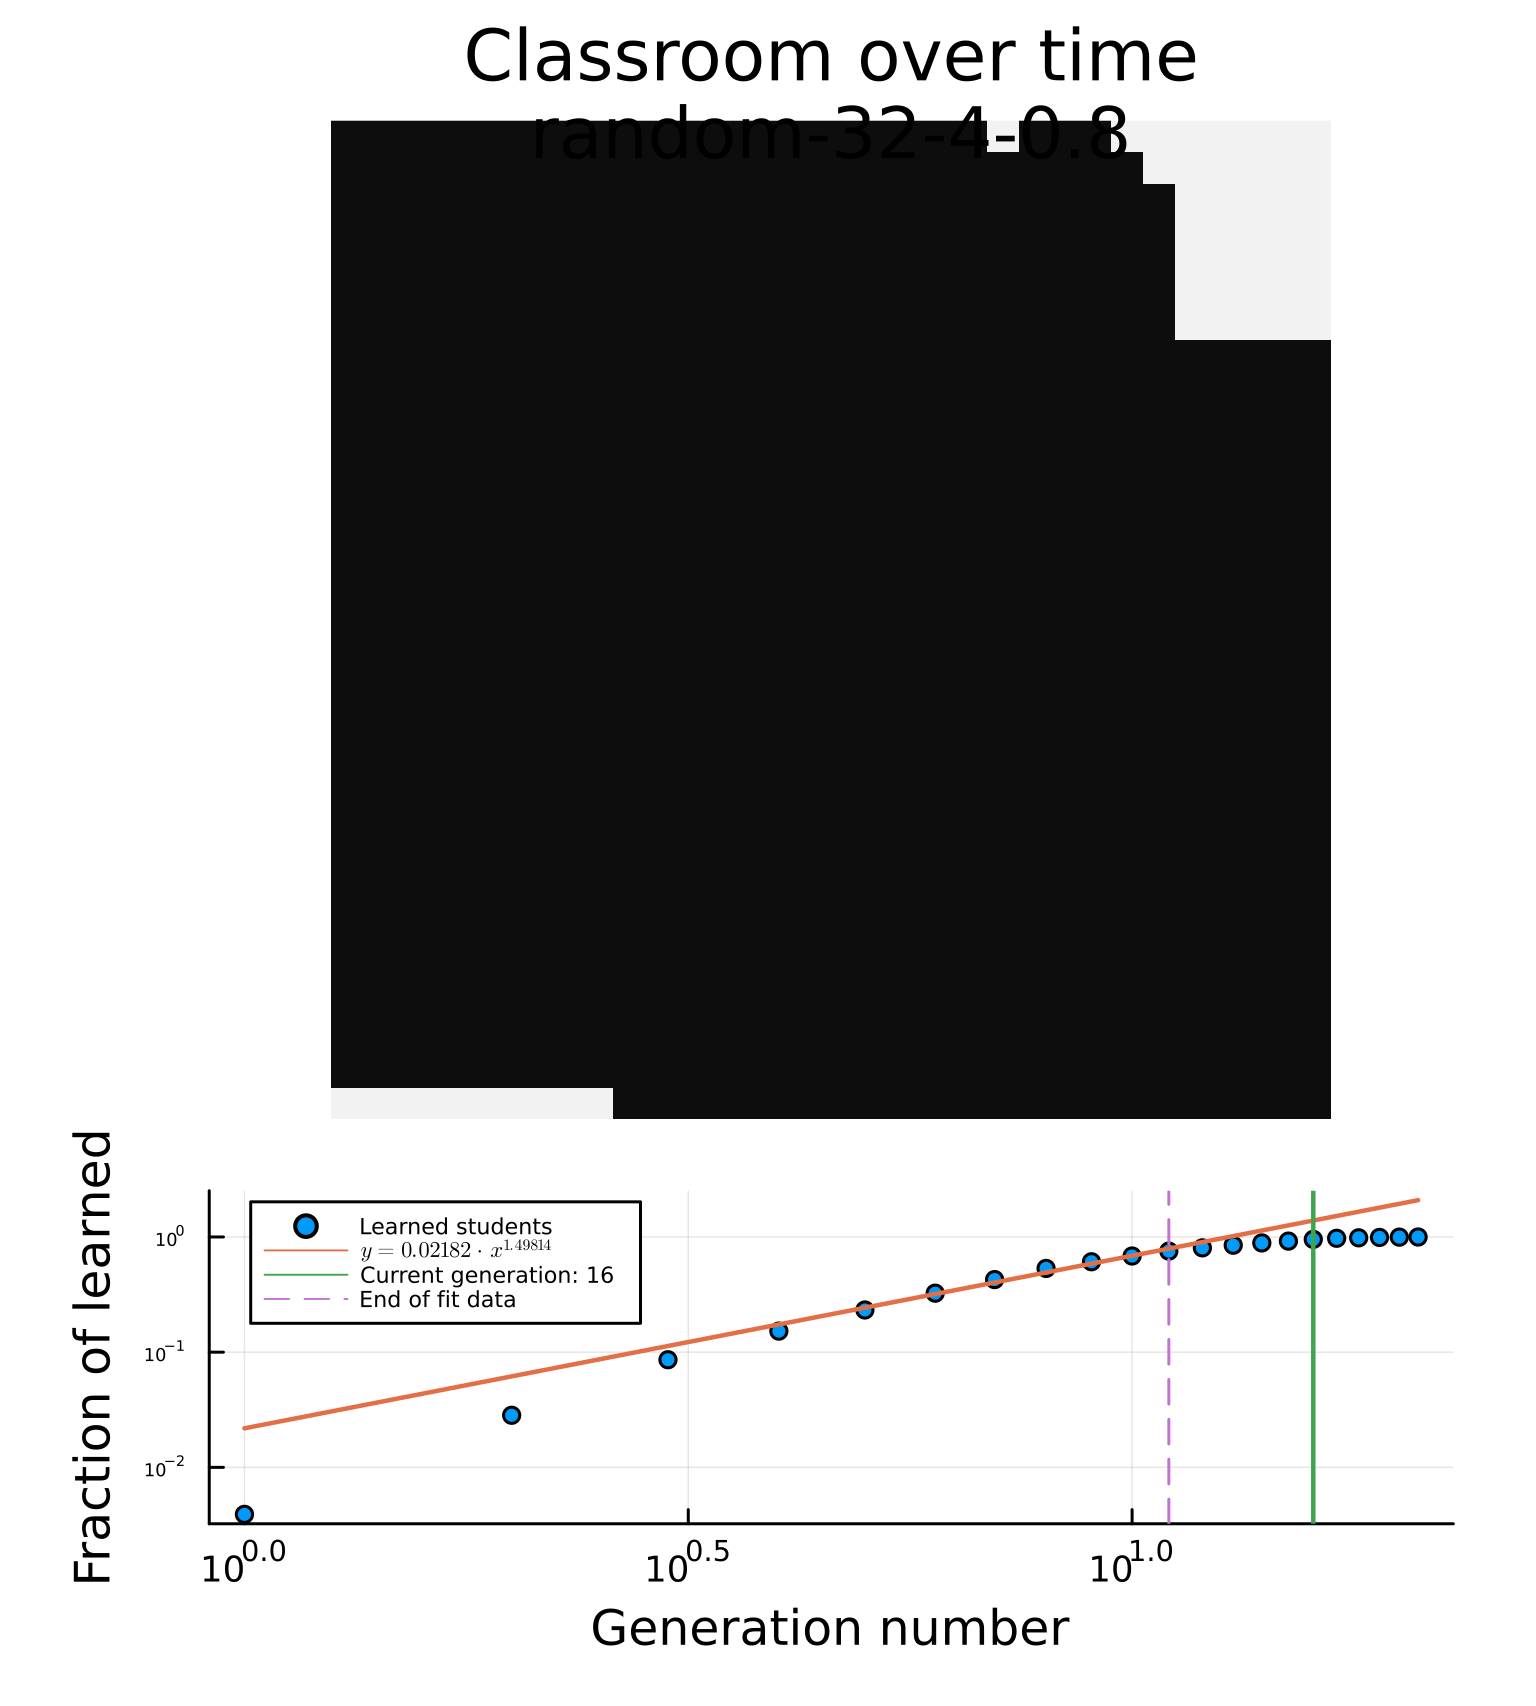 Classroom over time
random-32-4-0.8
Fraction of learned
Learned students
y = 0.02182 · x^1.49814
Current generation: 16
End of fit data
10^0
10^−1
10^−2
10^0.0 10^0.5 10^1.0
Generation number